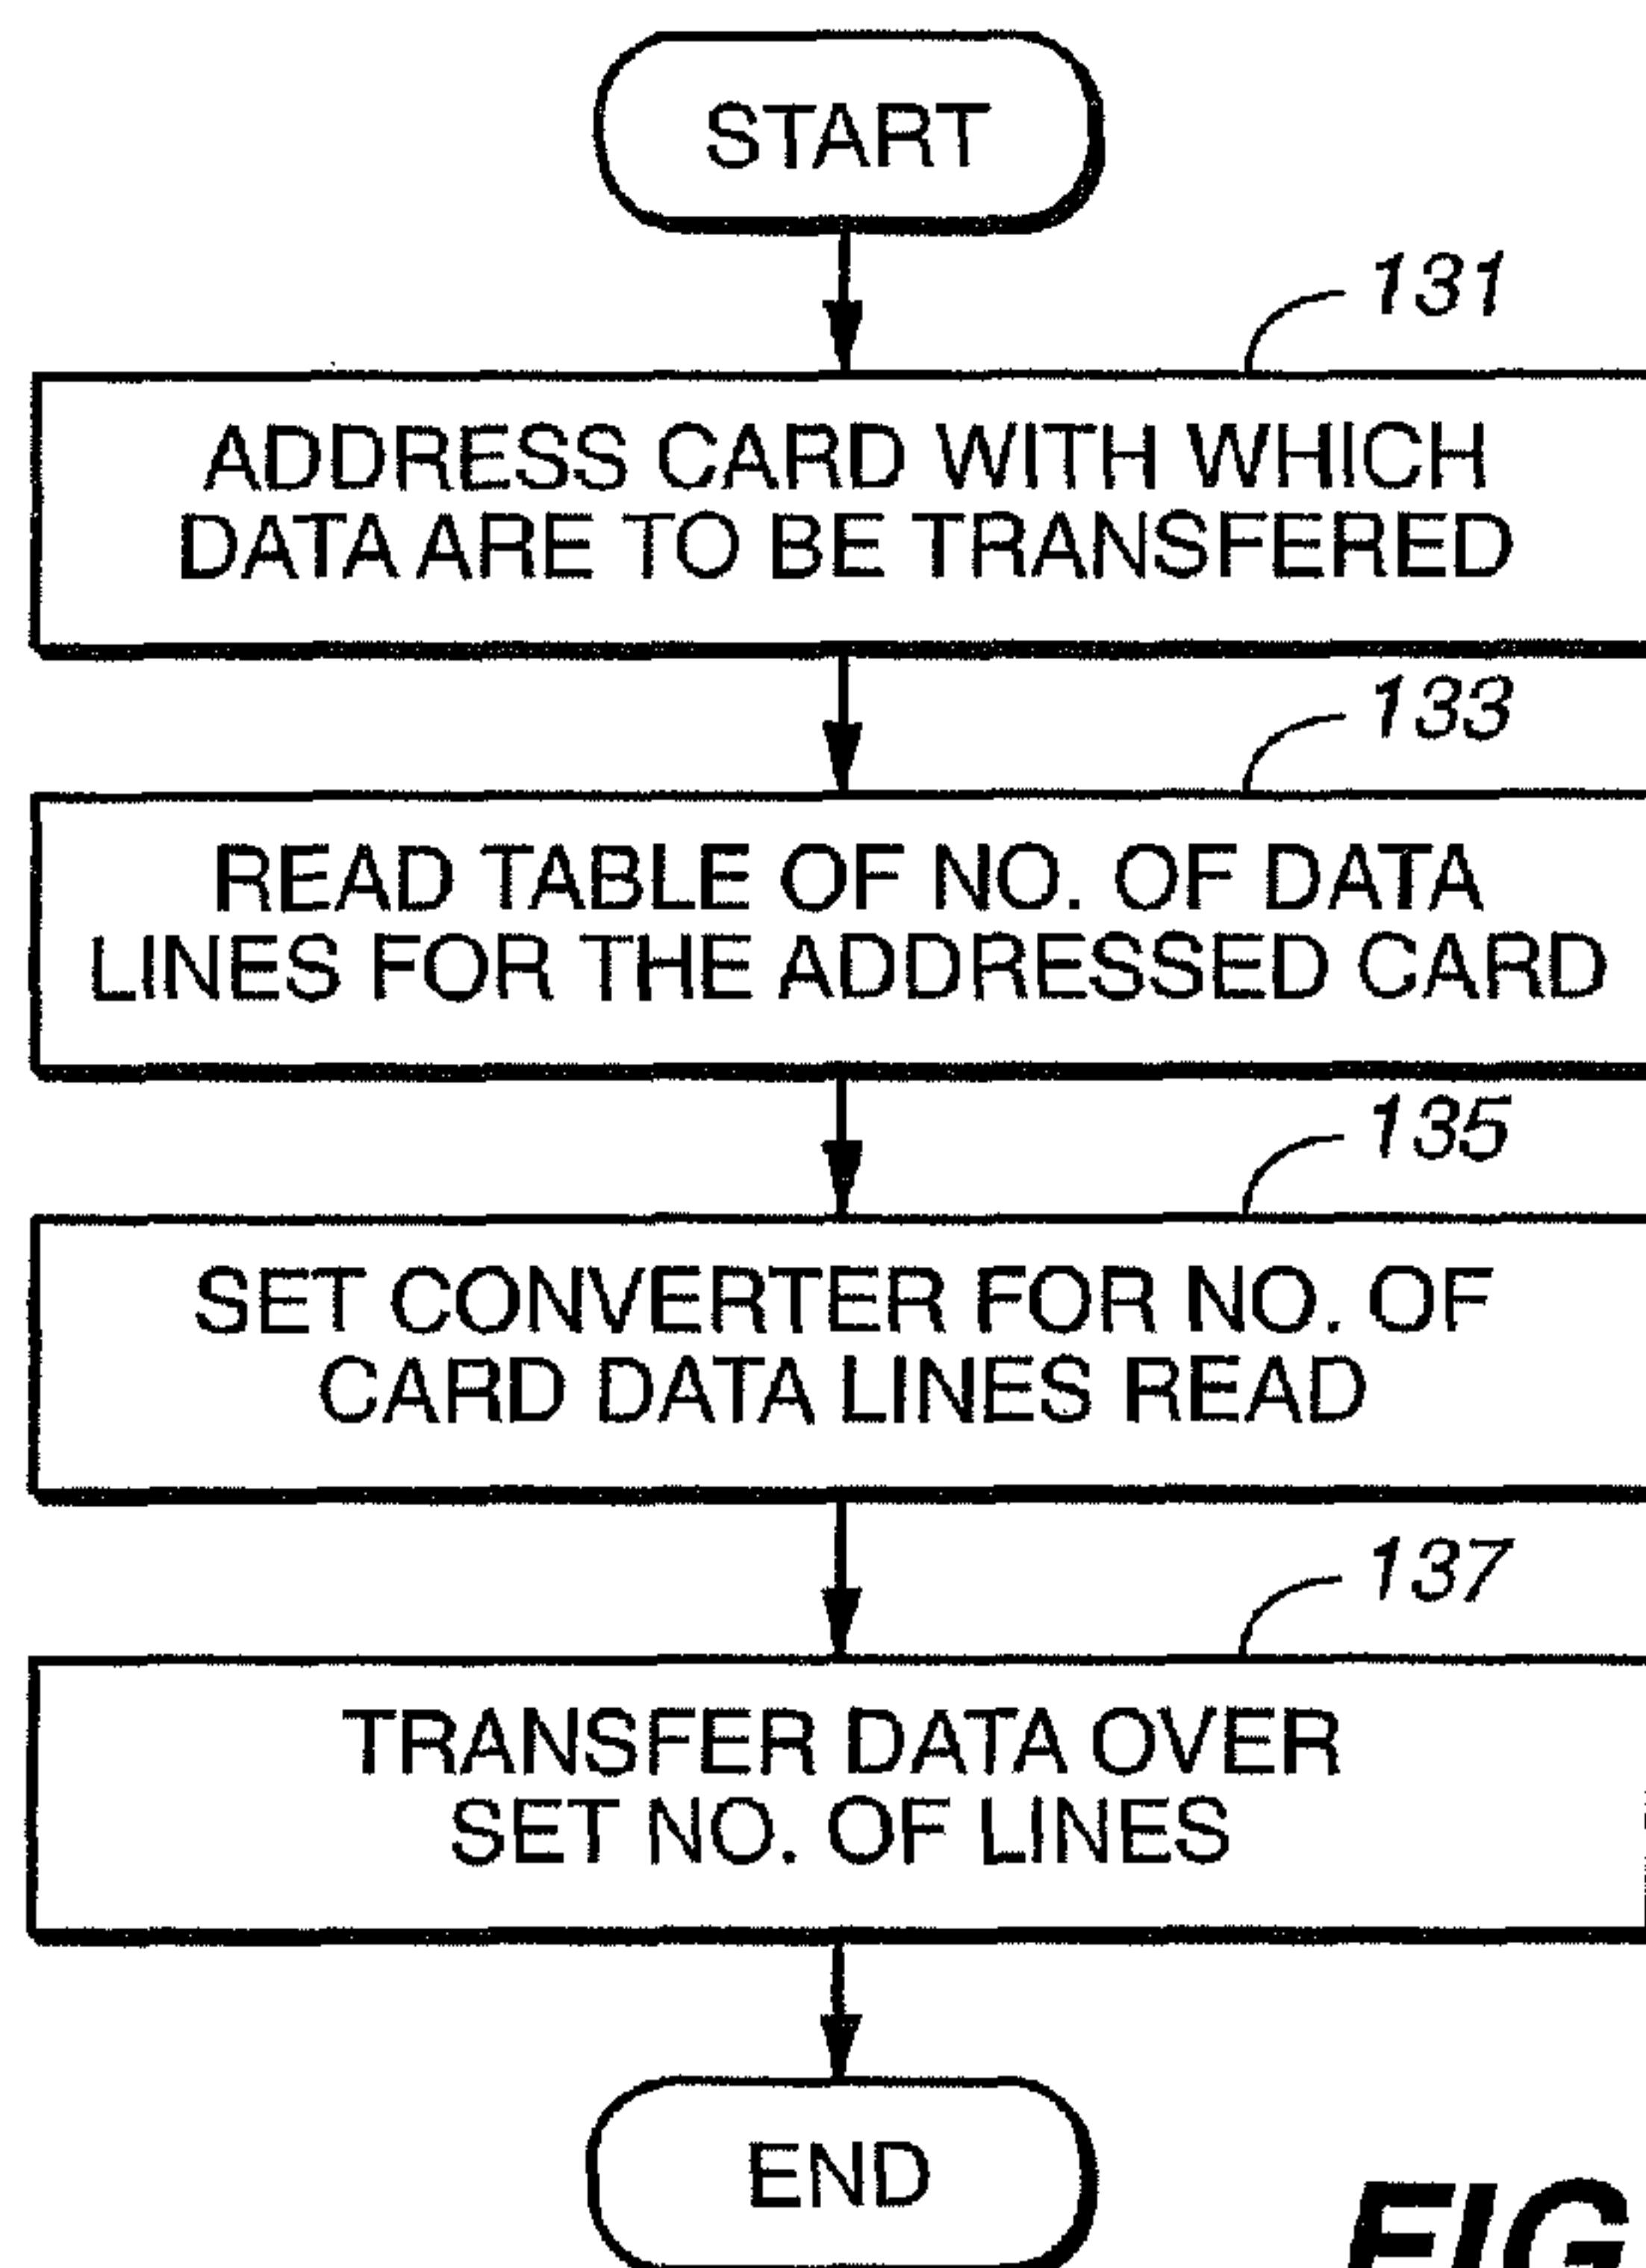 START
131
ADDRESS CARD WITH WHICH
DATA ARE TO BE TRANSFERED
133
READ TABLE OF NO. OF DATA
LINES FOR THE ADDRESSED CARD
135
SET CONVERTER FOR NO. OF
CARD DATA LINES READ
137
TRANSFER DATA OVER
SET NO. OF LINES
END
FIG